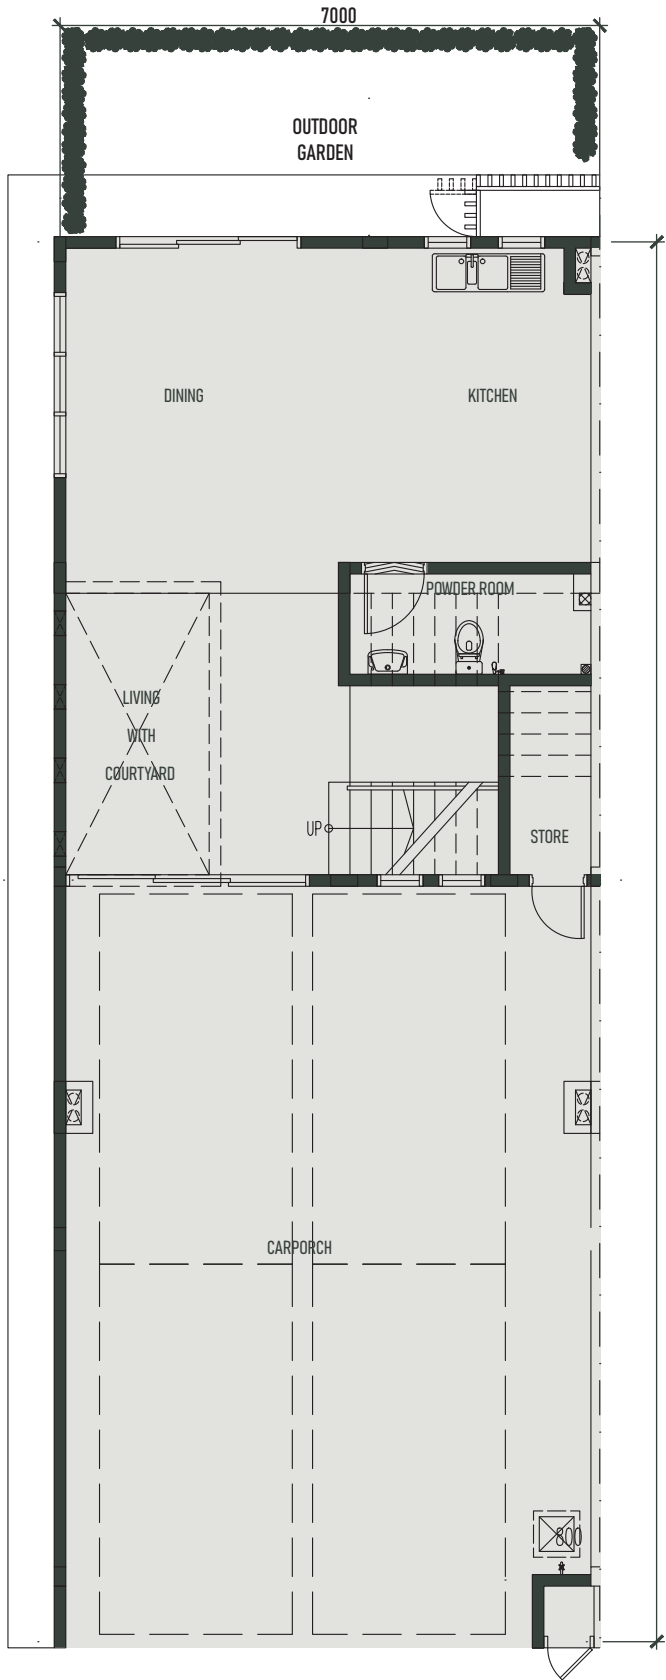 7000
OUTDOOR
GARDEN
DINING
KITCHEN
POWDER ROOM
LIVING
WITH
COURTYARD
UP
STORE
CARPORCH
800